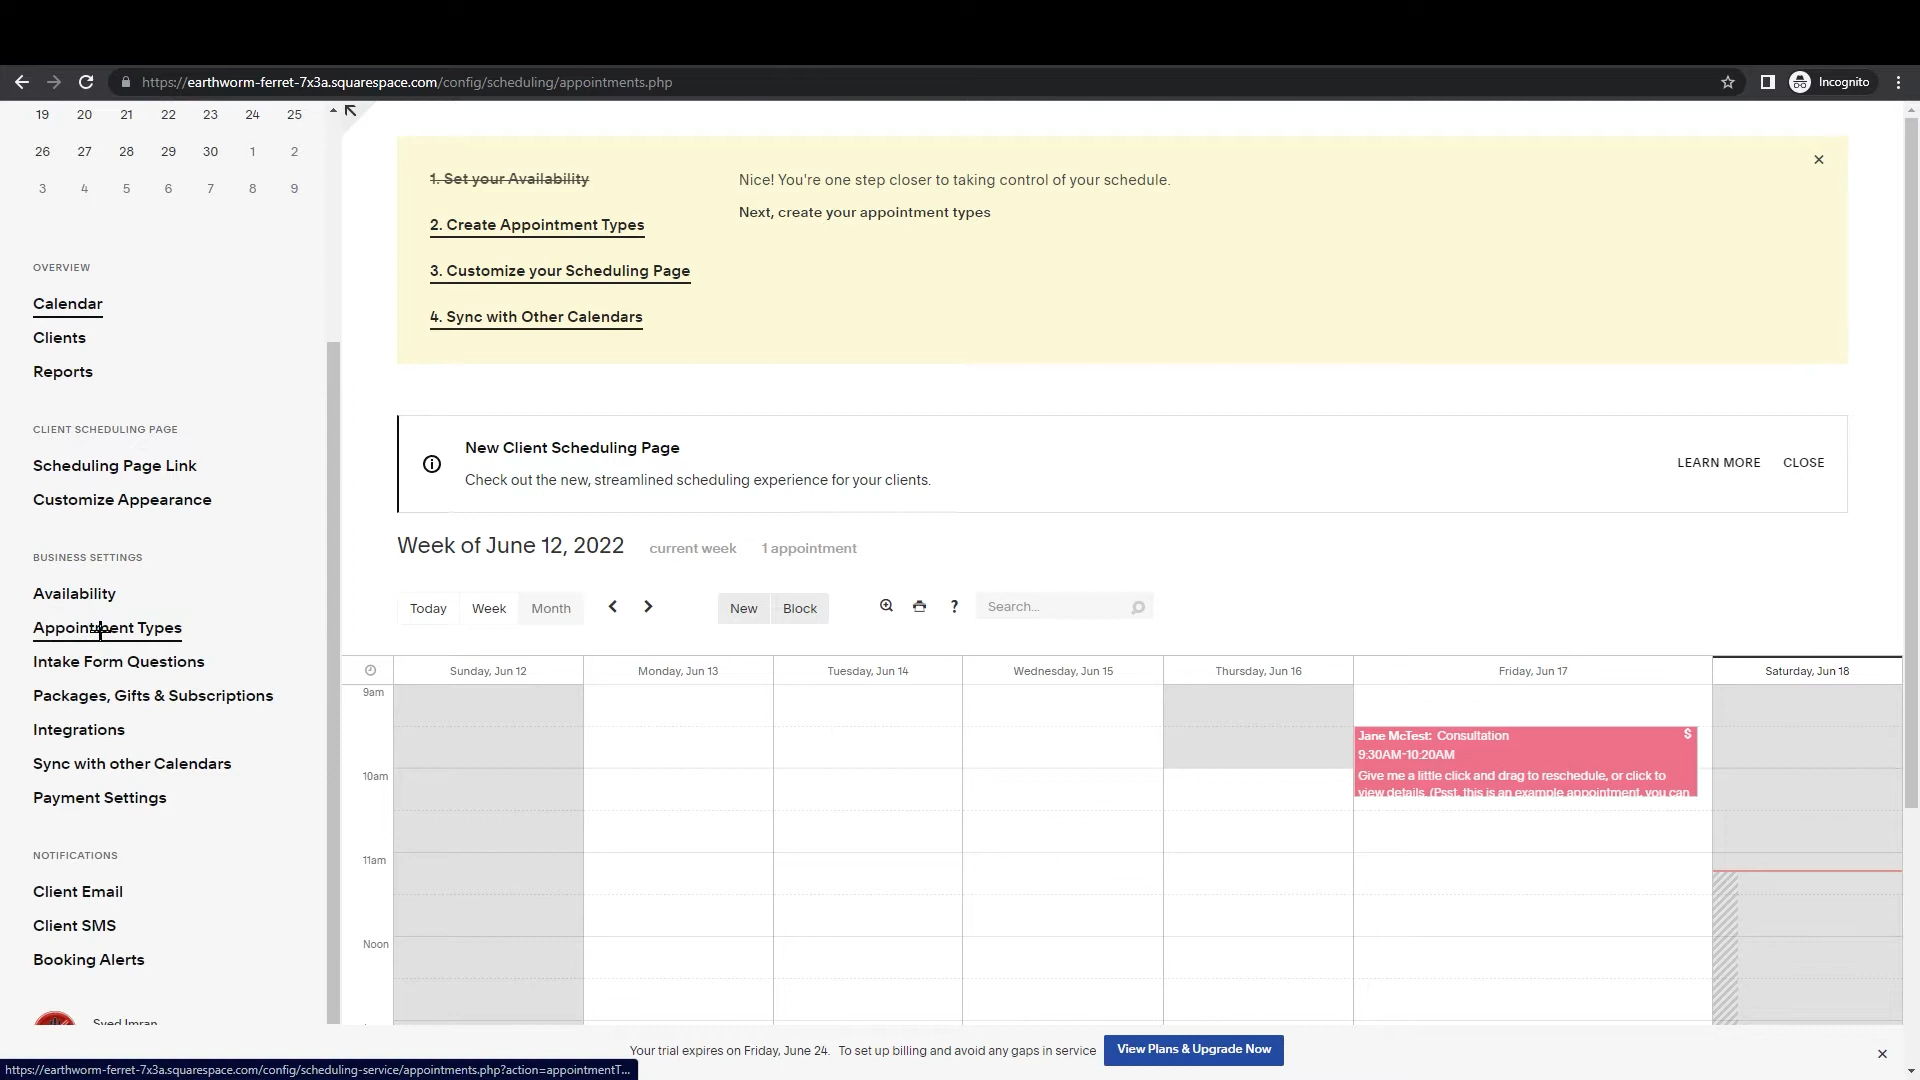 https://earthworm-ferret-7x3a.squarespace.com/config/scheduling/appointments.php
Incognito
19 20 21 22 23 24 25
26 27 28 29 30 1 2
3 4 5 6 7 8 9
OVERVIEW
Calendar
Clients
Reports
CLIENT SCHEDULING PAGE
Scheduling Page Link
Customize Appearance
BUSINESS SETTINGS
Availability
Appointment Types
Intake Form Questions
Packages, Gifts & Subscriptions
Integrations
Sync with other Calendars
Payment Settings
NOTIFICATIONS
Client Email
Client SMS
Booking Alerts
Syed Imran
1. Set your Availability
2. Create Appointment Types
3. Customize your Scheduling Page
4. Sync with Other Calendars
Nice! You're one step closer to taking control of your schedule.
Next, create your appointment types
New Client Scheduling Page
Check out the new, streamlined scheduling experience for your clients.
LEARN MORE CLOSE
Week of June 12, 2022 current week 1 appointment
Today Week Month New Block ? Search...
Sunday, Jun 12 Monday, Jun 13 Tuesday, Jun 14 Wednesday, Jun 15 Thursday, Jun 16 Friday, Jun 17 Saturday, Jun 18
9am
Jane McTest: Consultation $
9:30AM-10:20AM
Give me a little click and drag to reschedule, or click to
view details. (Psst, this is an example appointment, you can
10am
11am
Noon
Your trial expires on Friday, June 24. To set up billing and avoid any gaps in service View Plans & Upgrade Now
https://earthworm-ferret-7x3a.squarespace.com/config/scheduling-service/appointments.php?action=appointmentT...